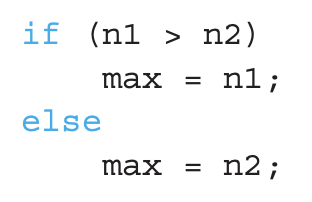 if (n1 > n2)
    max = n1;
else
    max = n2;